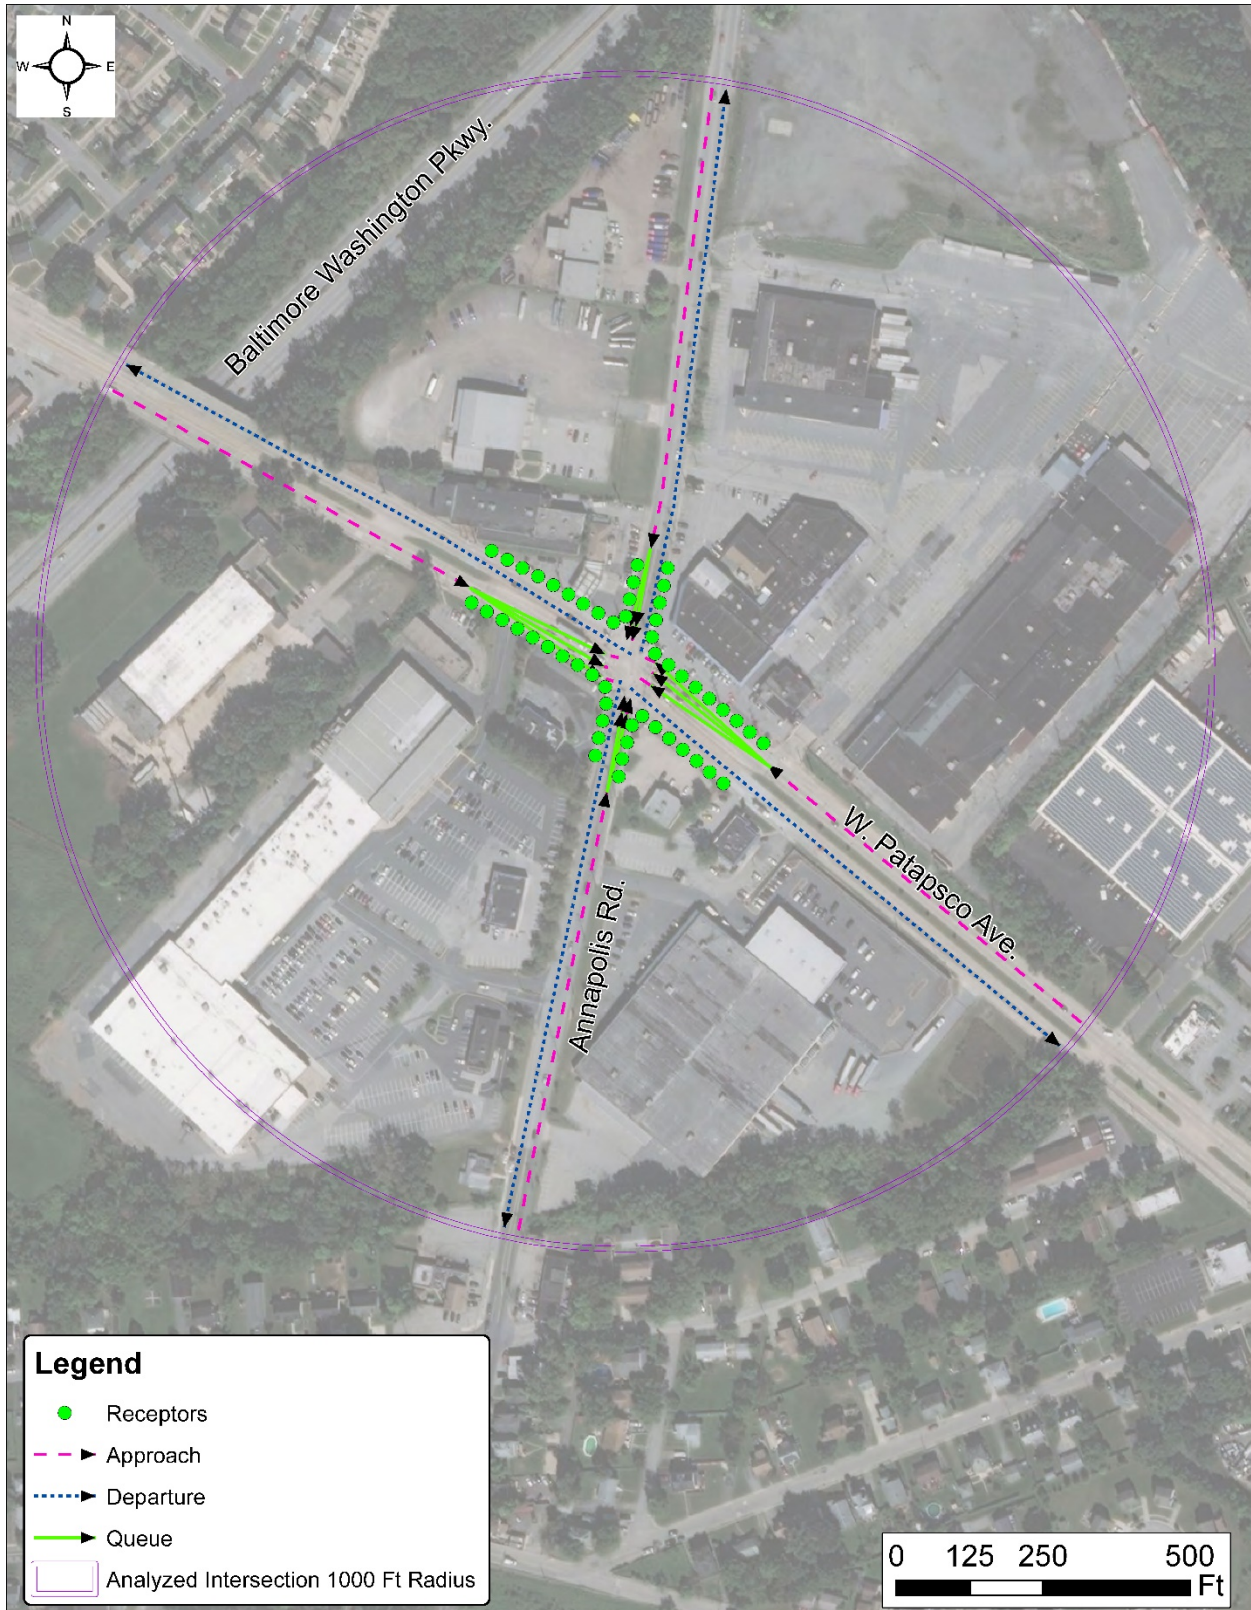 N
W E
S
Baltimore Washington Pkwy.
W. Patapsco Ave.
Annapolis Rd.
Legend
Receptors
Approach
Departure
Queue
Analyzed Intersection 1000 Ft Radius
0 125 250 500
Ft